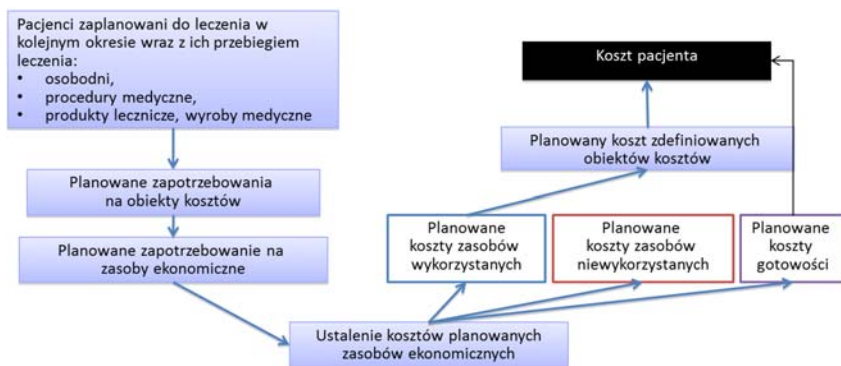 Pacjenci zaplanowani do leczenia w
kolejnym okresie wraz z ich przebiegiem
leczenia:
• osobodni,
• procedury medyczne,
• produkty lecznicze, wyroby medyczne
Planowane zapotrzebowania
na obiekty kosztów
Planowane zapotrzebowanie na
zasoby ekonomiczne
Ustalenie kosztów planowanych
zasobów ekonomicznych
Planowane
koszty zasobów
wykorzystanych
Planowane
koszty zasobów
niewykorzystanych
Planowane
koszty
gotowości
Planowany koszt zdefiniowanych
obiektów kosztów
Koszt pacjenta